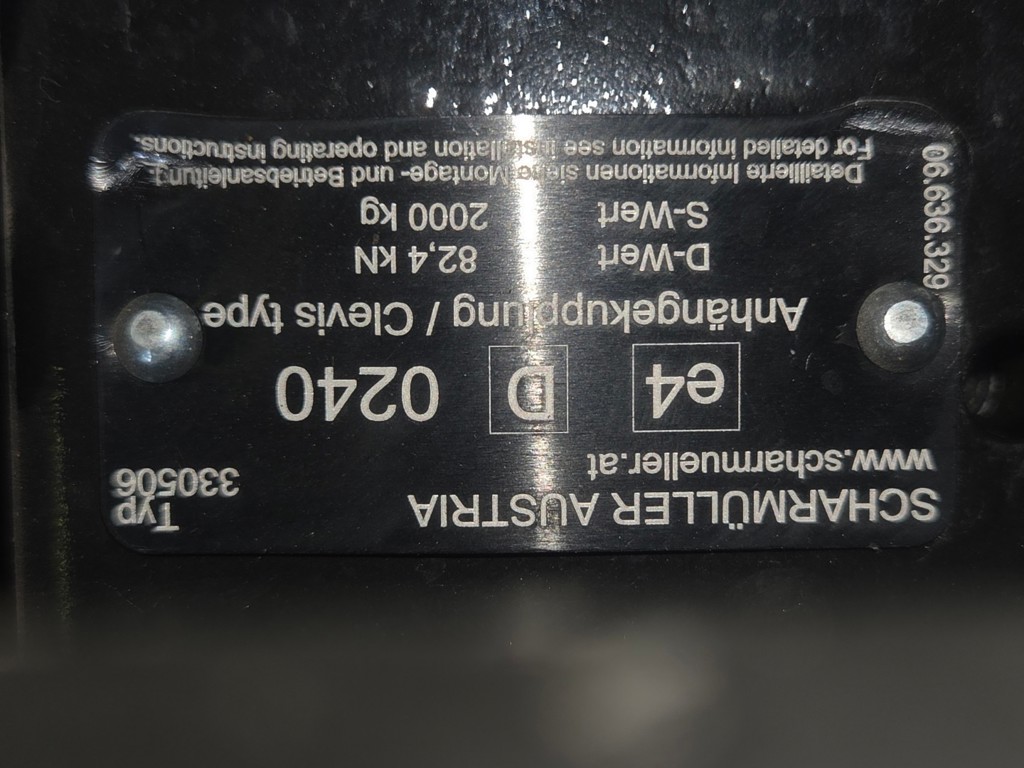 SCHARMÜLLER AUSTRIA
www.scharmueller.at
Typ
330506
e4 D 0240
Anhängekupplung / Clevis type
D-Wert 82,4 kN
S-Wert 2000 kg
Detaillierte Informationen siehe Montage- und Betriebsanleitung.
For detailed information see installation and operating instructions.
06.636.329